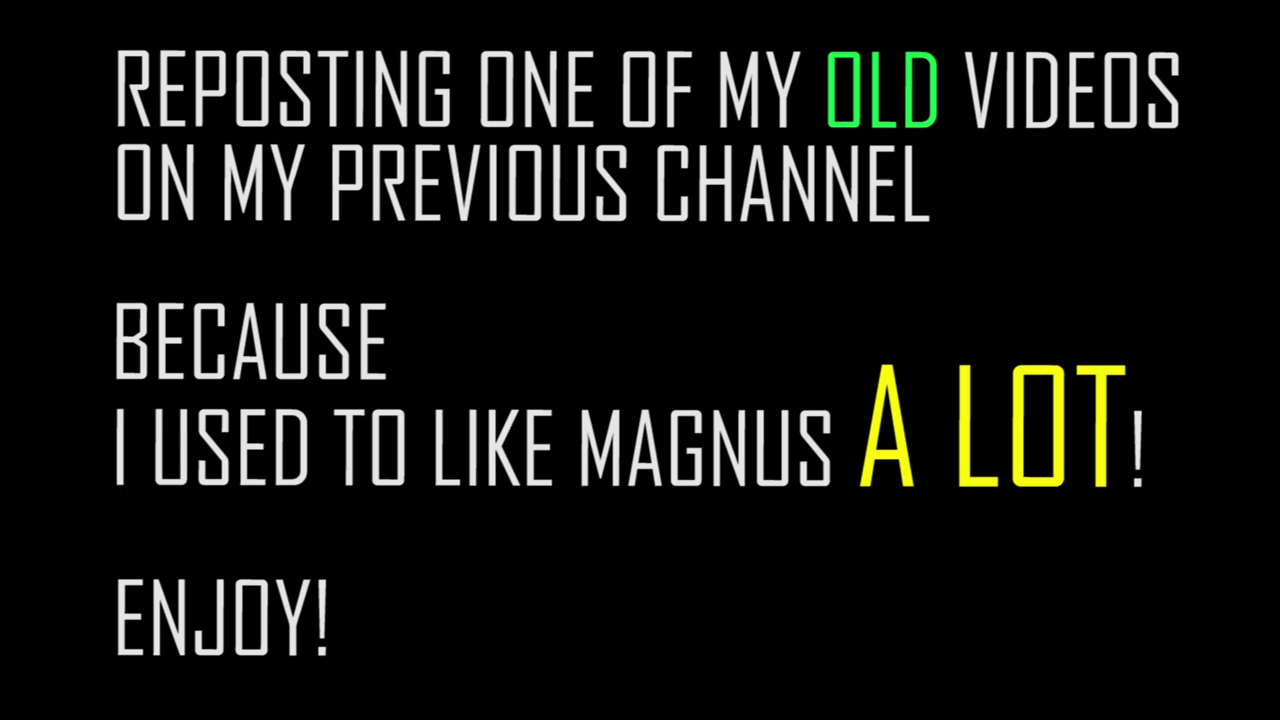 REPOSTING ONE OF MY OLD VIDEOS
ON MY PREVIOUS CHANNEL
BECAUSE
I USED TO LIKE MAGNUS A LOT!
ENJOY!